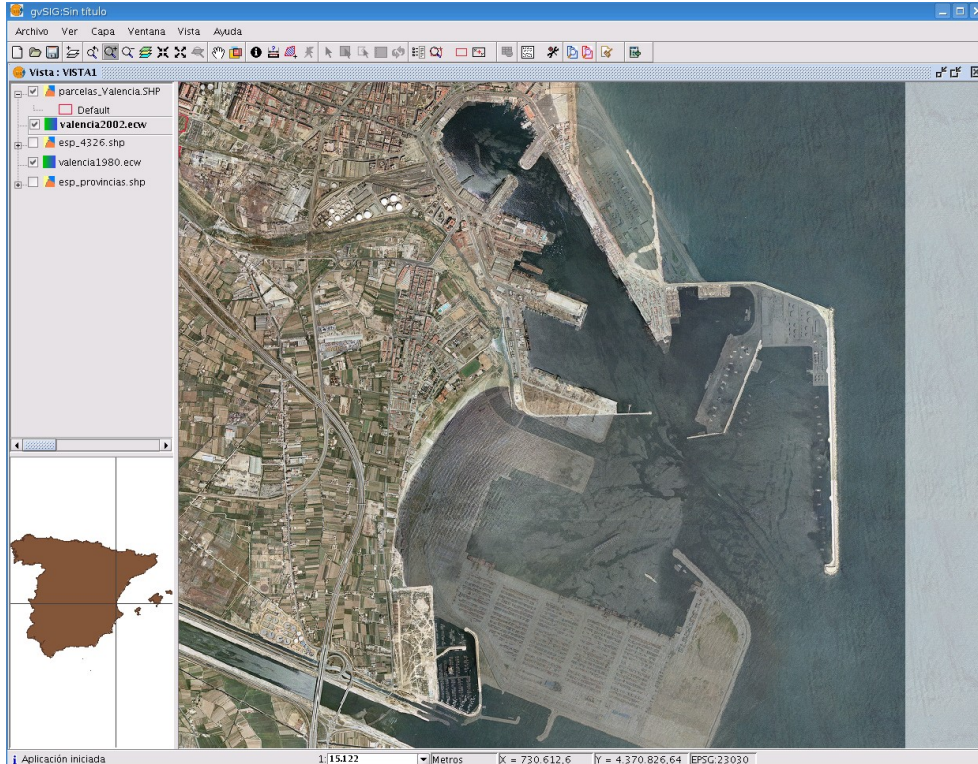 gvSIG:Sin título
Archivo Ver Capa Ventana Vista Ayuda
Vista : VISTA1
parcelas_Valencia.SHP
Default
valencia2002.ecw
esp_4326.shp
valencia1980.ecw
esp_provincias.shp
Aplicación iniciada
1: 15.122
Metros
X = 730.612,6
Y = 4.370.826,64
EPSG:23030